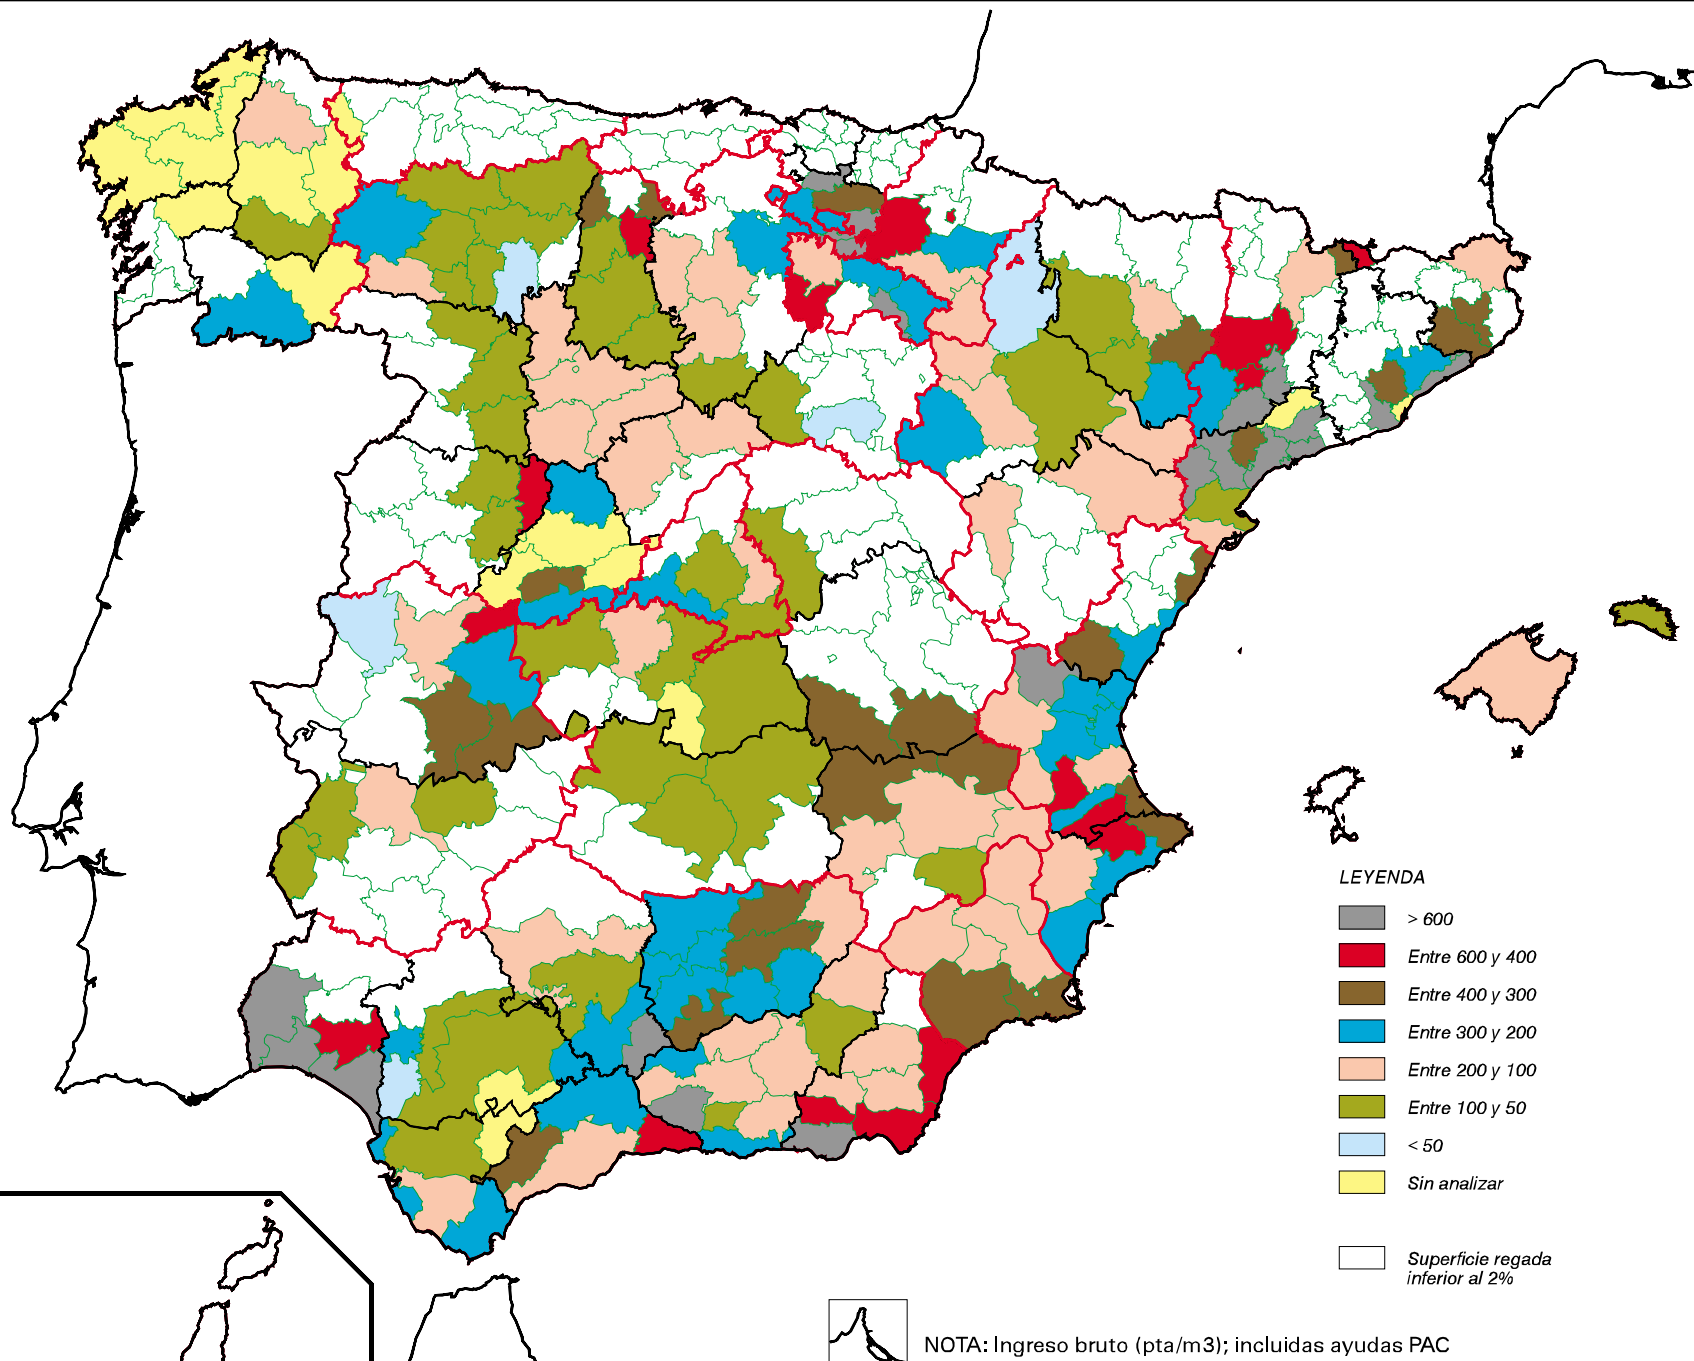 LEYENDA
> 600
Entre 600 y 400
Entre 400 y 300
Entre 300 y 200
Entre 200 y 100
Entre 100 y 50
< 50
Sin analizar
Superficie regada
inferior al 2%
NOTA: Ingreso bruto (pta/m3); incluidas ayudas PAC